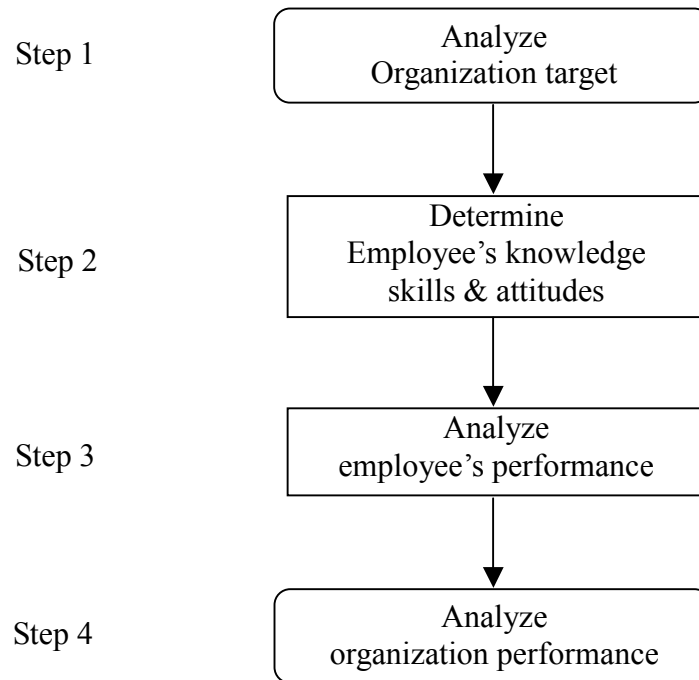 Step 1
Analyze
Organization target
Step 2
Determine
Employee’s knowledge
skills & attitudes
Step 3
Analyze
employee’s performance
Step 4
Analyze
organization performance